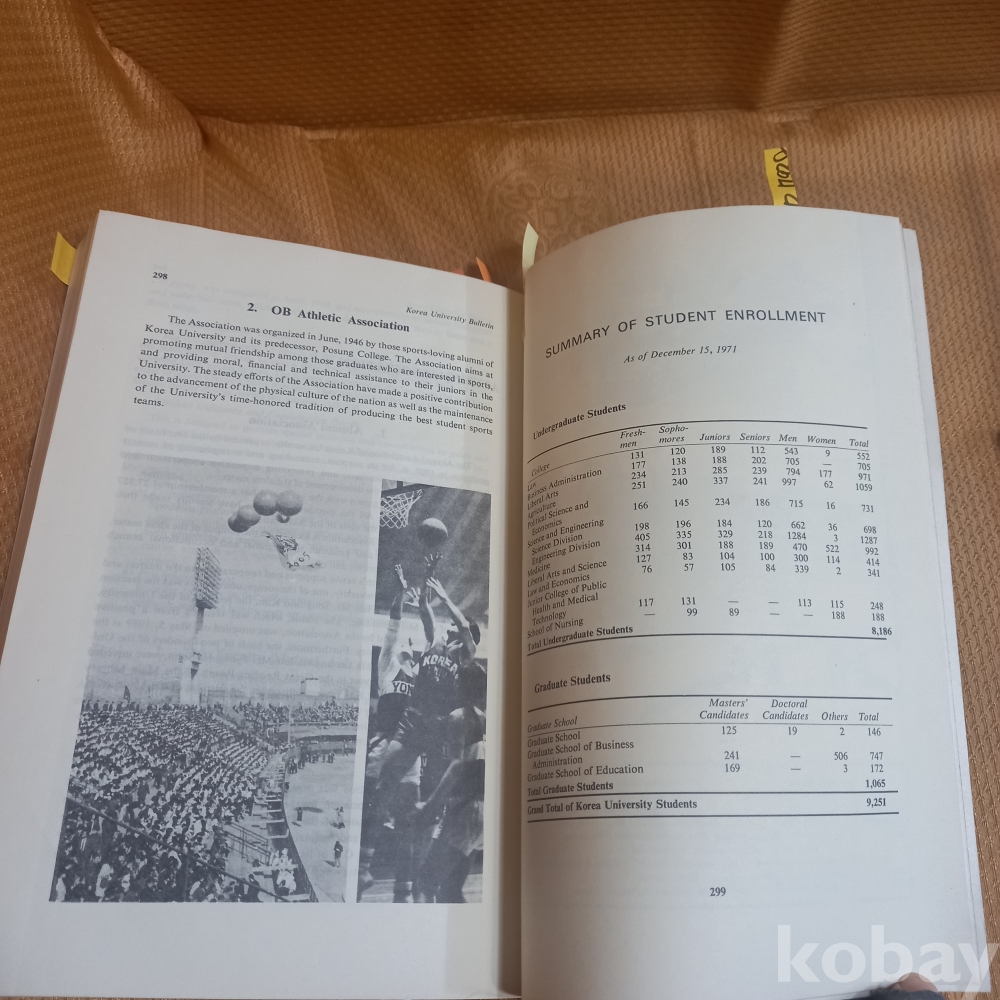 298
Korea University Bulletin
2. OB Athletic Association
The Association was organized in June, 1946 by those sports-loving alumni of
Korea University and its predecessor, Posung College. The Association aims at
promoting mutual friendship among those graduates who are interested in sports,
and providing moral, financial and technical assistance to their juniors in the
University. The steady efforts of the Association have made a positive contribution
to the advancement of the physical culture of the nation as well as the maintenance
of the University's time-honored tradition of producing the best student sports
teams.
KOREA
SUMMARY OF STUDENT ENROLLMENT
As of December 15, 1971
Undergraduate Students
College Fresh-men Sopho-mores Juniors Seniors Men Women Total
Law 131 120 189 112 543 9 552
Business Administration 177 138 188 202 705 — 705
Liberal Arts 234 213 285 239 794 177 971
Agriculture 251 240 337 241 997 62 1059
Political Science and
Economics 166 145 234 186 715 16 731
Science and Engineering
Science Division 198 196 184 120 662 36 698
Engineering Division 405 335 329 218 1284 3 1287
Medicine 314 301 188 189 470 522 992
Liberal Arts and Science 127 83 104 100 300 114 414
Law and Economics 76 57 105 84 339 2 341
Junior College of Public
Health and Medical
Technology 117 131 — — 113 115 248
School of Nursing — 99 89 — — 188 188
Total Undergraduate Students 8,186
Graduate Students
Graduate School Masters' Candidates Doctoral Candidates Others Total
Graduate School 125 19 2 146
Graduate School of Business
Administration 241 — 506 747
Graduate School of Education 169 — 3 172
Total Graduate Students 1,065
Grand Total of Korea University Students 9,251
299
kobay